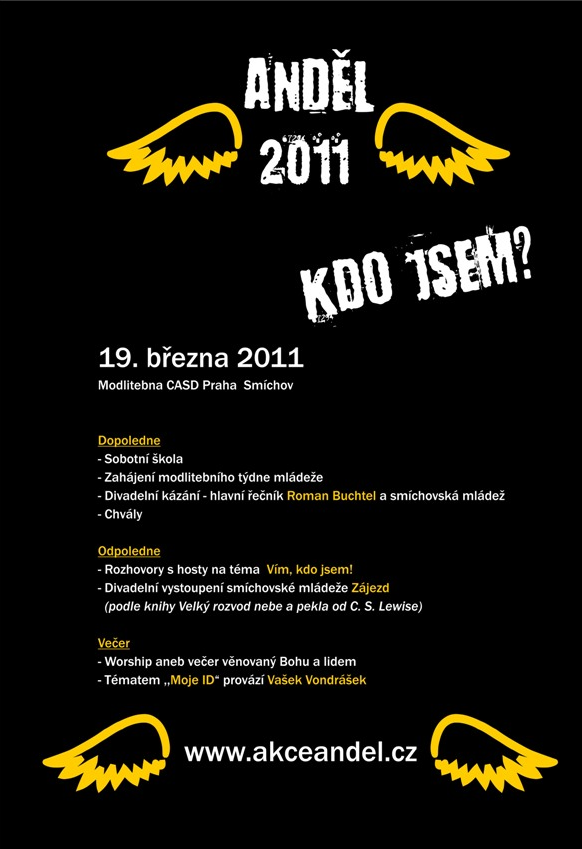 ANDĚL
2011
KDO JSEM?
19. března 2011
Modlitebna CASD Praha Smíchov
Dopoledne
- Sobotní škola
- Zahájení modlitebního týdne mládeže
- Divadelní kázání - hlavní řečník Roman Buchtel a smíchovská mládež
- Chvály
Odpoledne
- Rozhovory s hosty na téma Vím, kdo jsem!
- Divadelní vystoupení smíchovské mládeže Zájezd
(podle knihy Velký rozvod nebe a pekla od C. S. Lewise)
Večer
- Worship aneb večer věnovaný Bohu a lidem
- Tématem ,,Moje ID“ provází Vašek Vondrášek
www.akceandel.cz